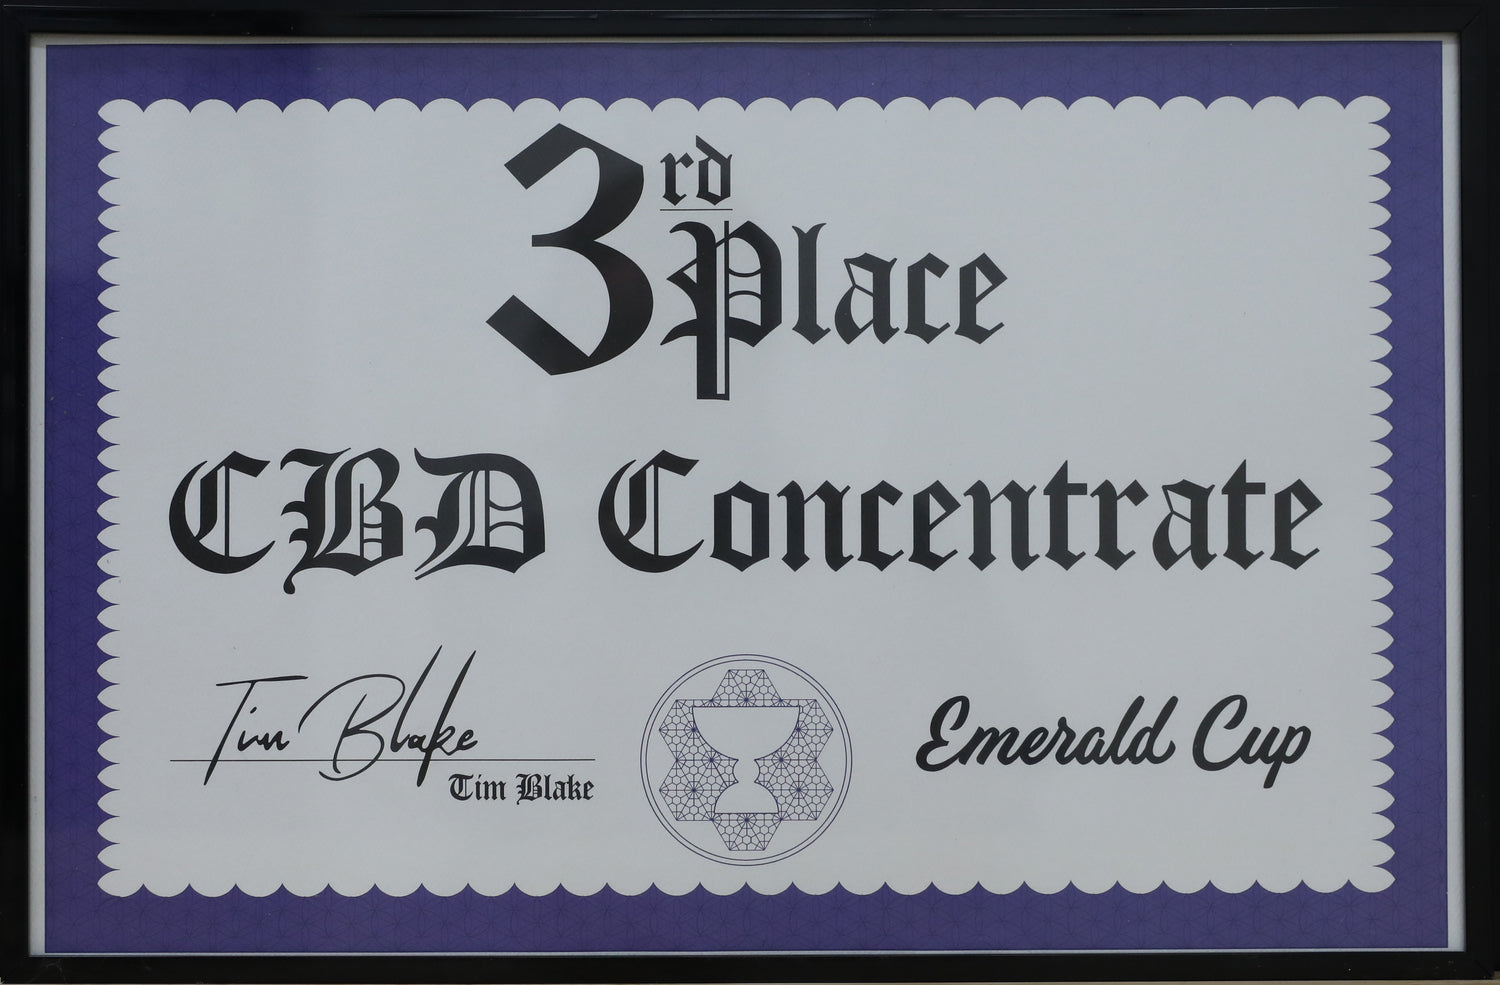 3rd Place
CBD Concentrate
Tim Blake
Tim Blake
Emerald Cup